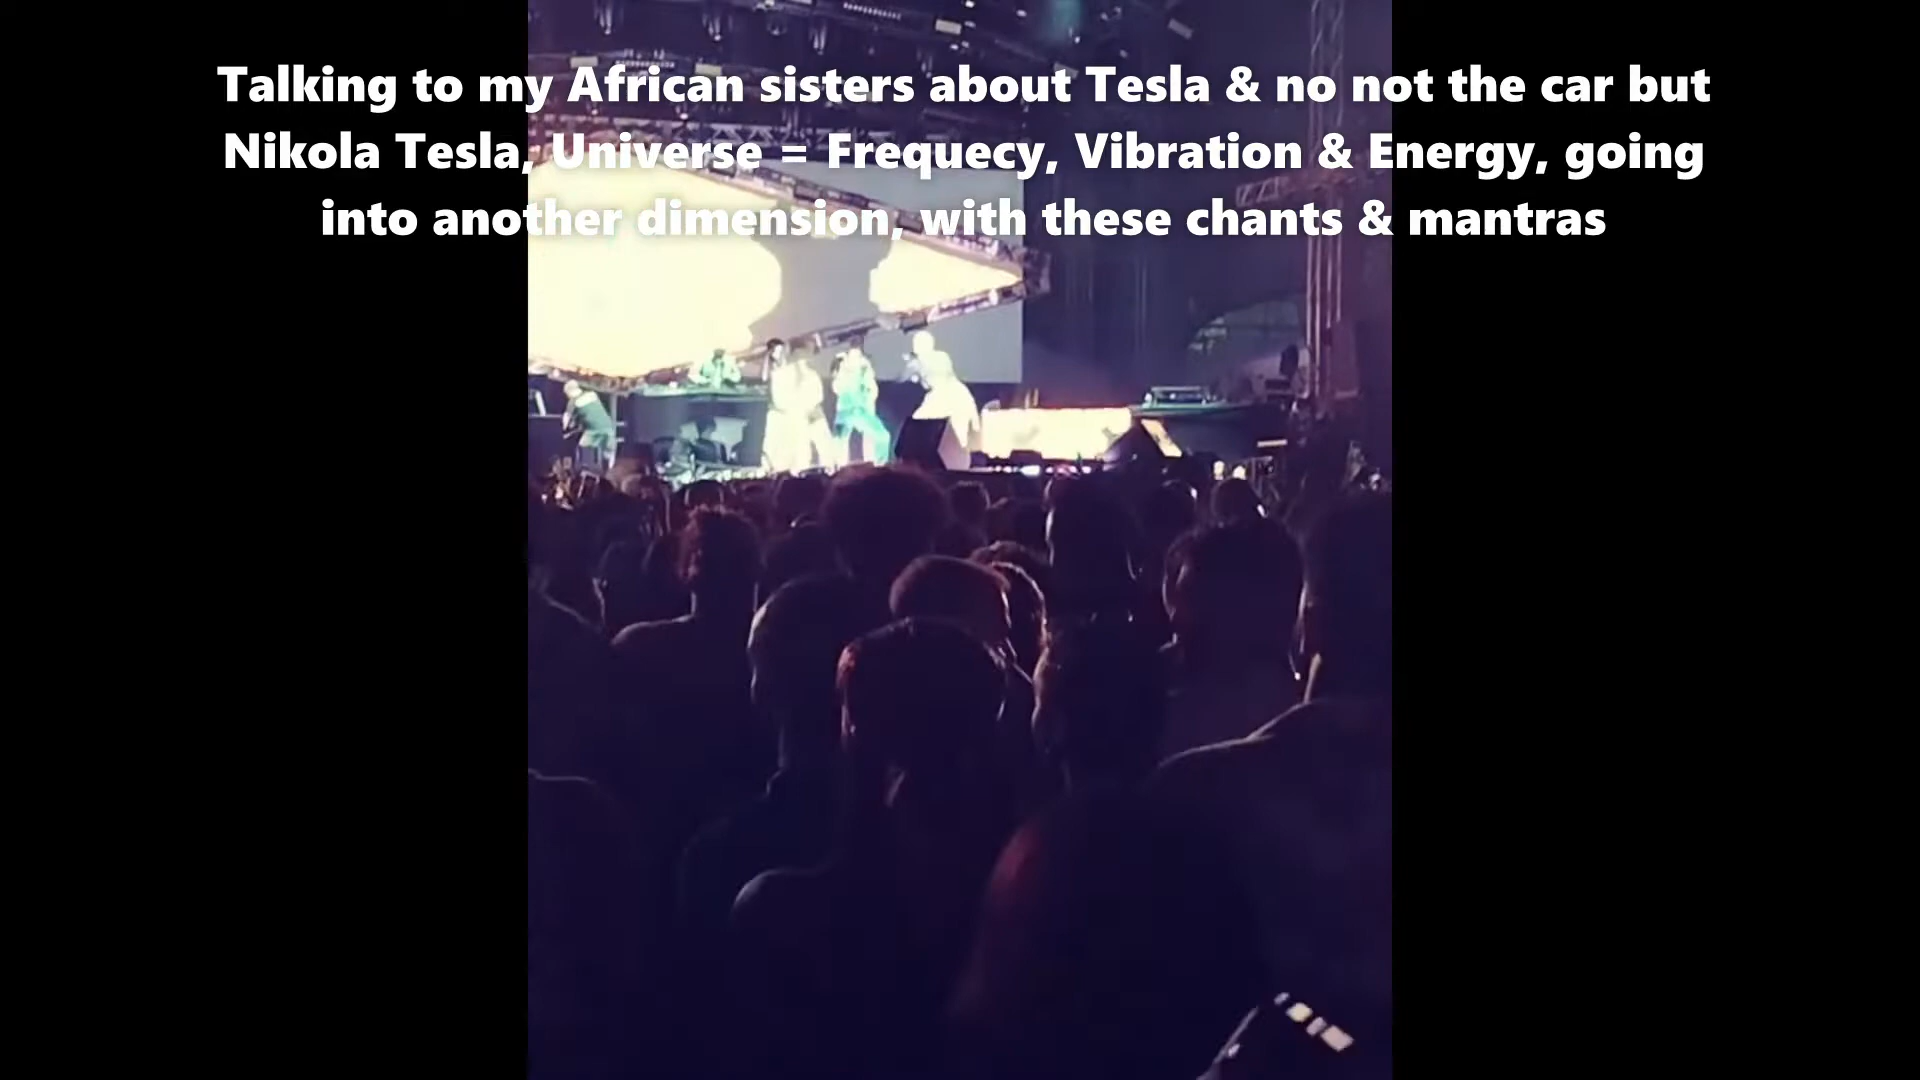 Talking to my African sisters about Tesla & no not the car but
Nikola Tesla, Universe = Frequecy, Vibration & Energy, going
into another dimension, with these chants & mantras